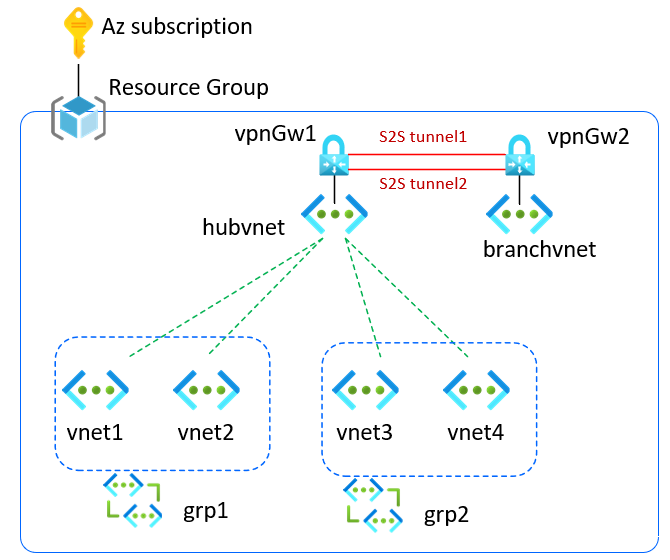 Az subscription
Resource Group
vpnGw1
S2S tunnel1
vpnGw2
S2S tunnel2
hubvnet
branchvnet
vnet1
vnet2
vnet3
vnet4
grp1
grp2